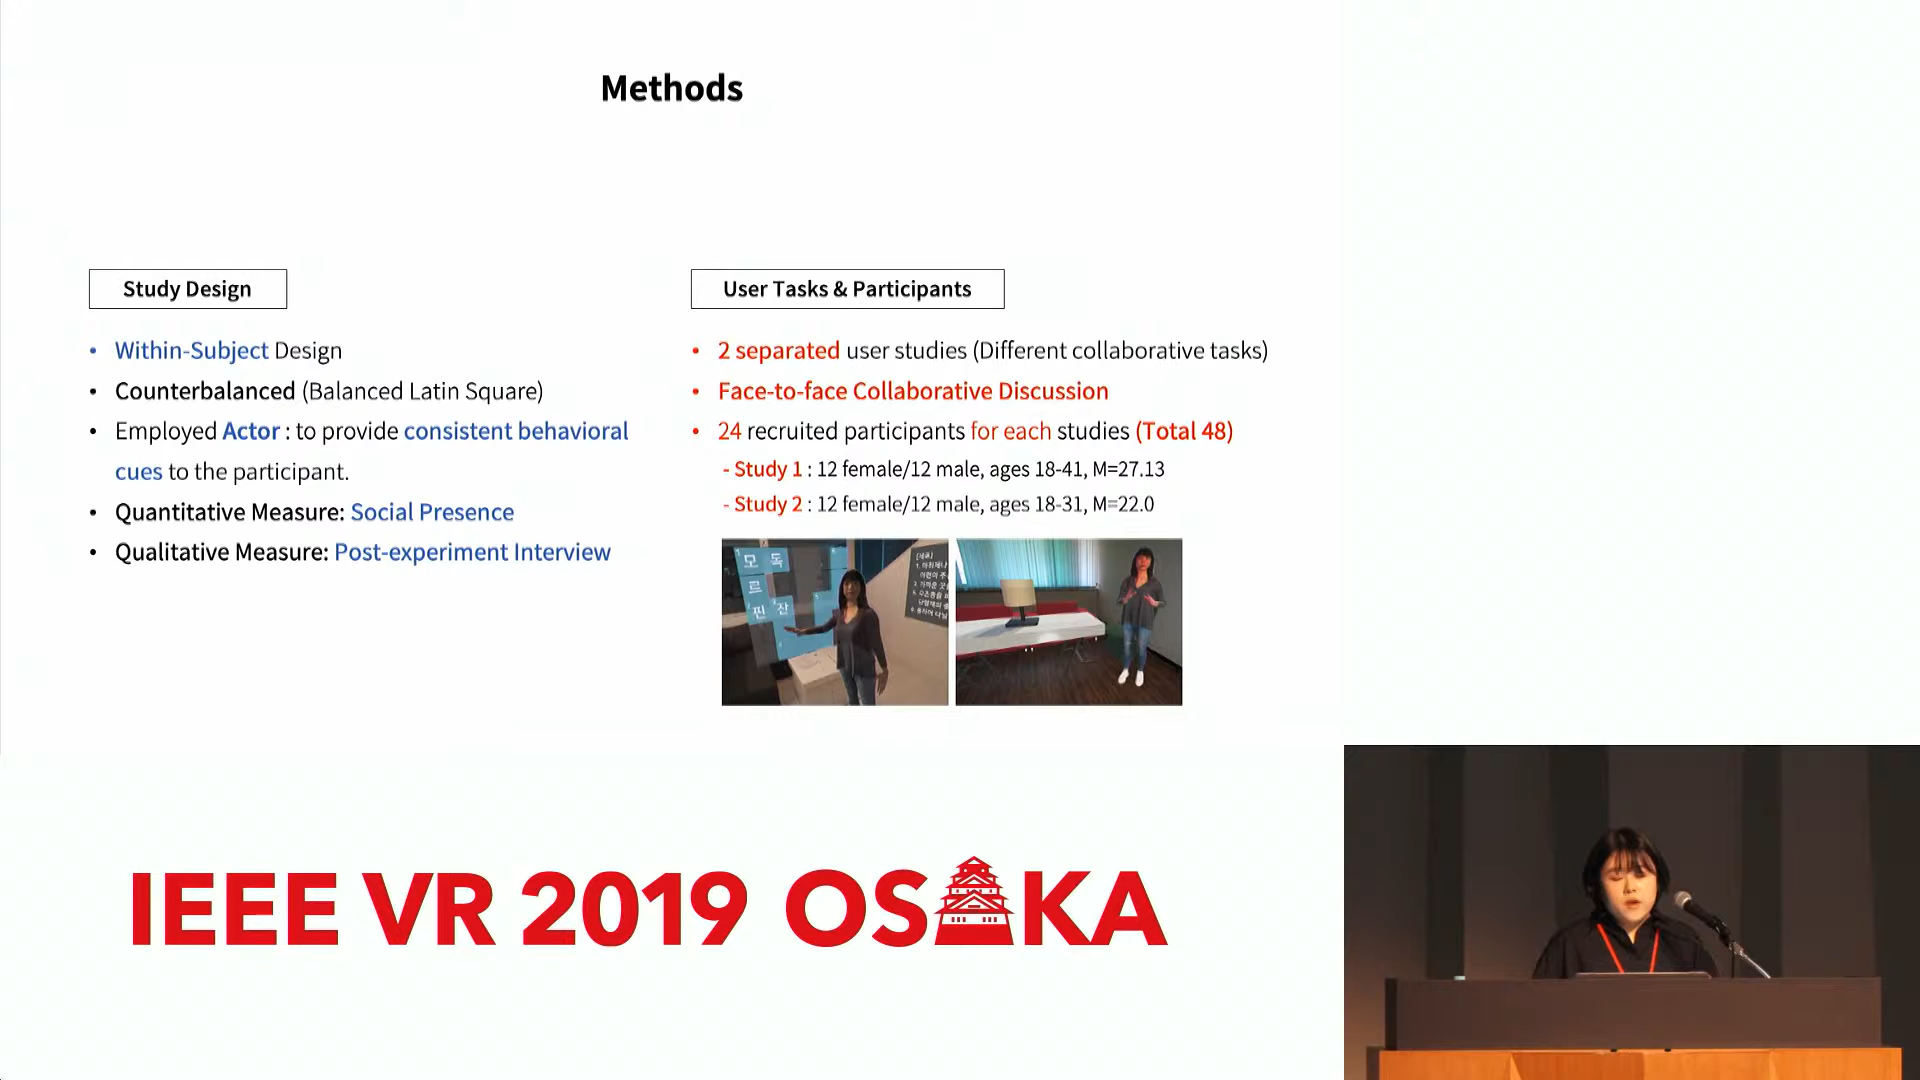 Methods
Study Design
• Within-Subject Design
• Counterbalanced (Balanced Latin Square)
• Employed Actor : to provide consistent behavioral
cues to the participant.
• Quantitative Measure: Social Presence
• Qualitative Measure: Post-experiment Interview
User Tasks & Participants
• 2 separated user studies (Different collaborative tasks)
• Face-to-face Collaborative Discussion
• 24 recruited participants for each studies (Total 48)
- Study 1 : 12 female/12 male, ages 18-41, M=27.13
- Study 2 : 12 female/12 male, ages 18-31, M=22.0
모 독
르
찐 잔
IEEE VR 2019 OSAKA